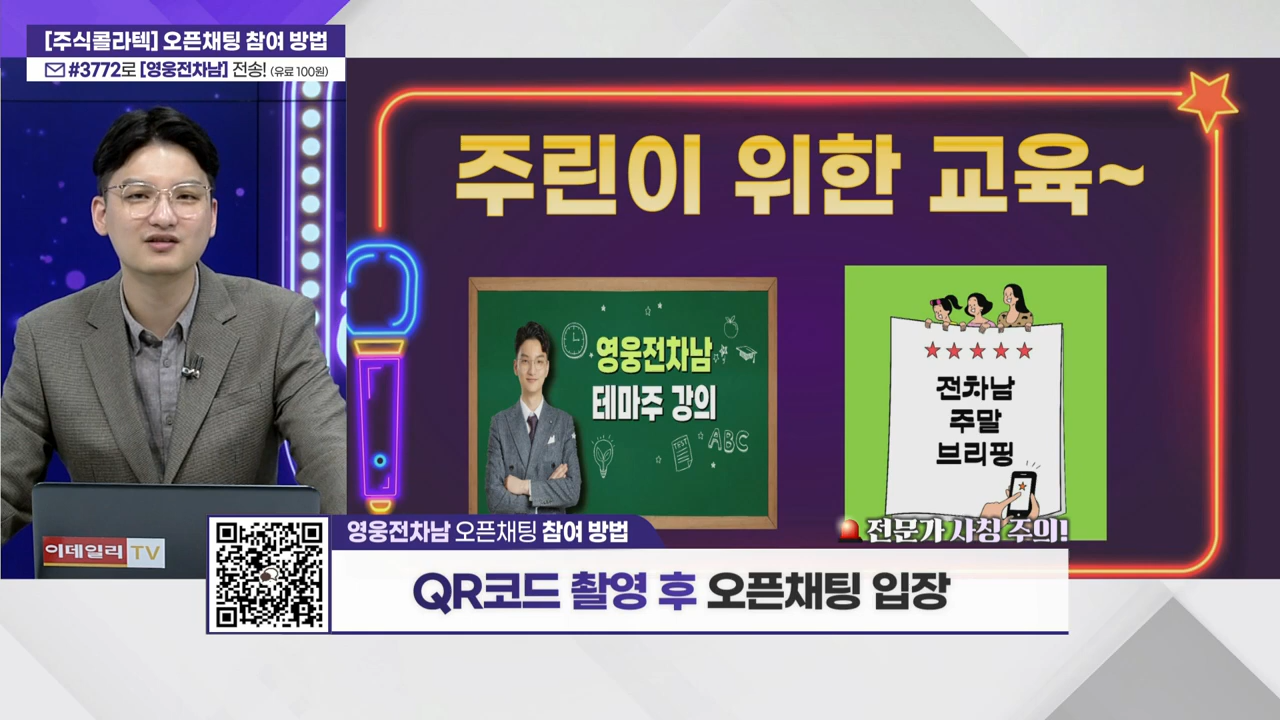 [주식콜라텍] 오픈채팅 참여 방법
#3772로 [영웅전차남] 전송! (유료 100원)
주린이 위한 교육~
영웅전차남
테마주 강의
TEST
ABC
전차남
주말
브리핑
전문가 사칭 주의!
이데일리 TV
영웅전차남 오픈채팅 참여 방법
QR코드 촬영 후 오픈채팅 입장